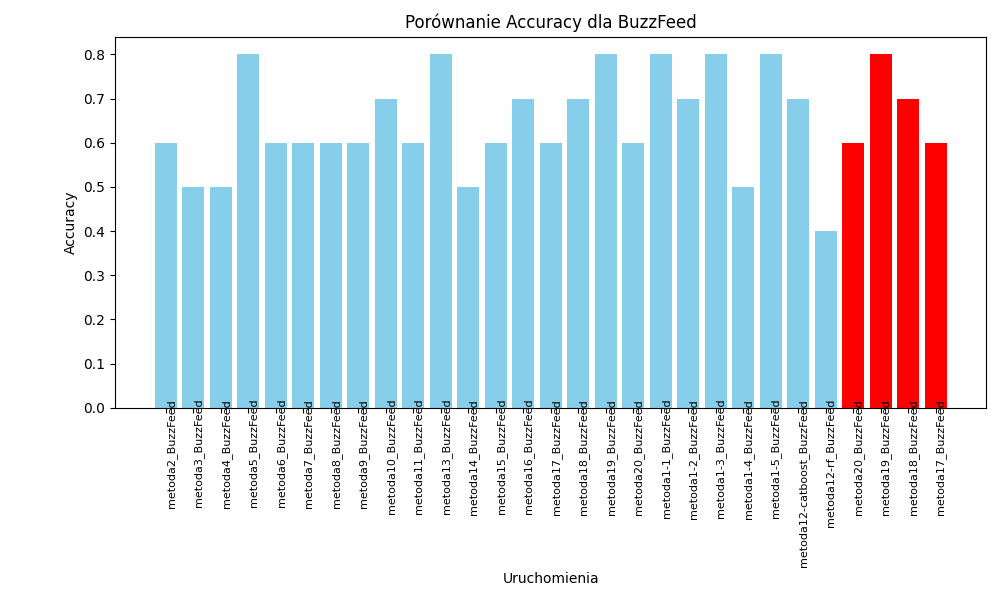 Porównanie Accuracy dla BuzzFeed
Accuracy
0.8
0.7
0.6
0.5
0.4
0.3
0.2
0.1
0.0
metoda2_BuzzFeed
metoda3_BuzzFeed
metoda4_BuzzFeed
metoda5_BuzzFeed
metoda6_BuzzFeed
metoda7_BuzzFeed
metoda8_BuzzFeed
metoda9_BuzzFeed
metoda10_BuzzFeed
metoda11_BuzzFeed
metoda13_BuzzFeed
metoda14_BuzzFeed
metoda15_BuzzFeed
metoda16_BuzzFeed
metoda17_BuzzFeed
metoda18_BuzzFeed
metoda19_BuzzFeed
metoda20_BuzzFeed
metoda1-1_BuzzFeed
metoda1-2_BuzzFeed
metoda1-3_BuzzFeed
metoda1-4_BuzzFeed
metoda1-5_BuzzFeed
metoda12-catboost_BuzzFeed
metoda12-rf_BuzzFeed
metoda20_BuzzFeed
metoda19_BuzzFeed
metoda18_BuzzFeed
metoda17_BuzzFeed
Uruchomienia